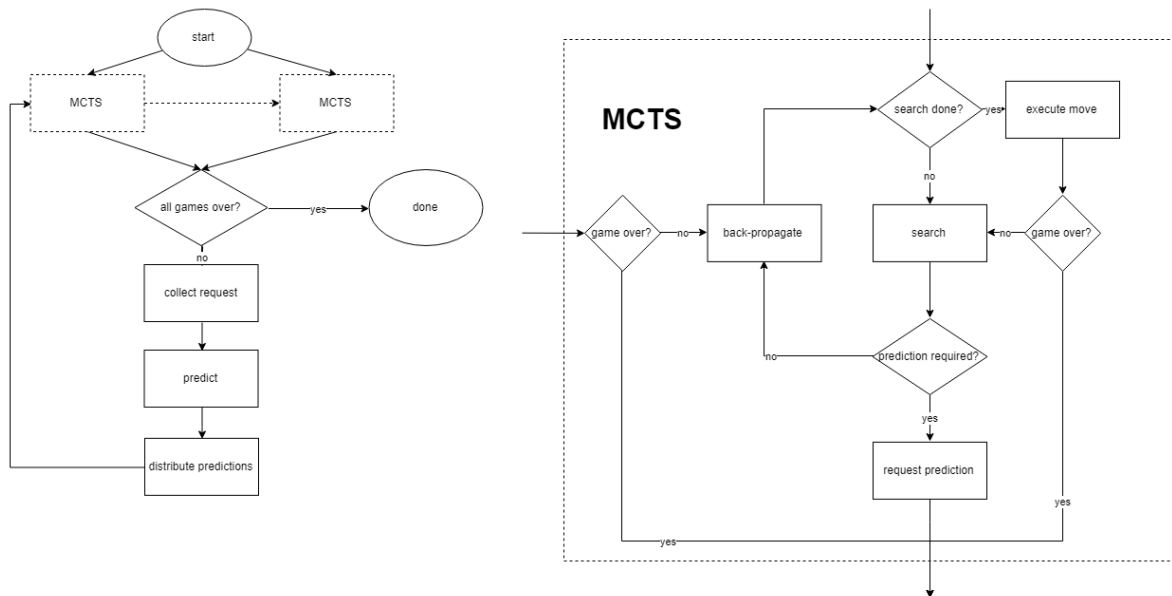 start
MCTS
MCTS
all games over?
yes
done
no
collect request
predict
distribute predictions
MCTS
search done?
yes
execute move
no
game over?
no
back-propagate
search
no
game over?
no
prediction required?
yes
request prediction
yes
yes